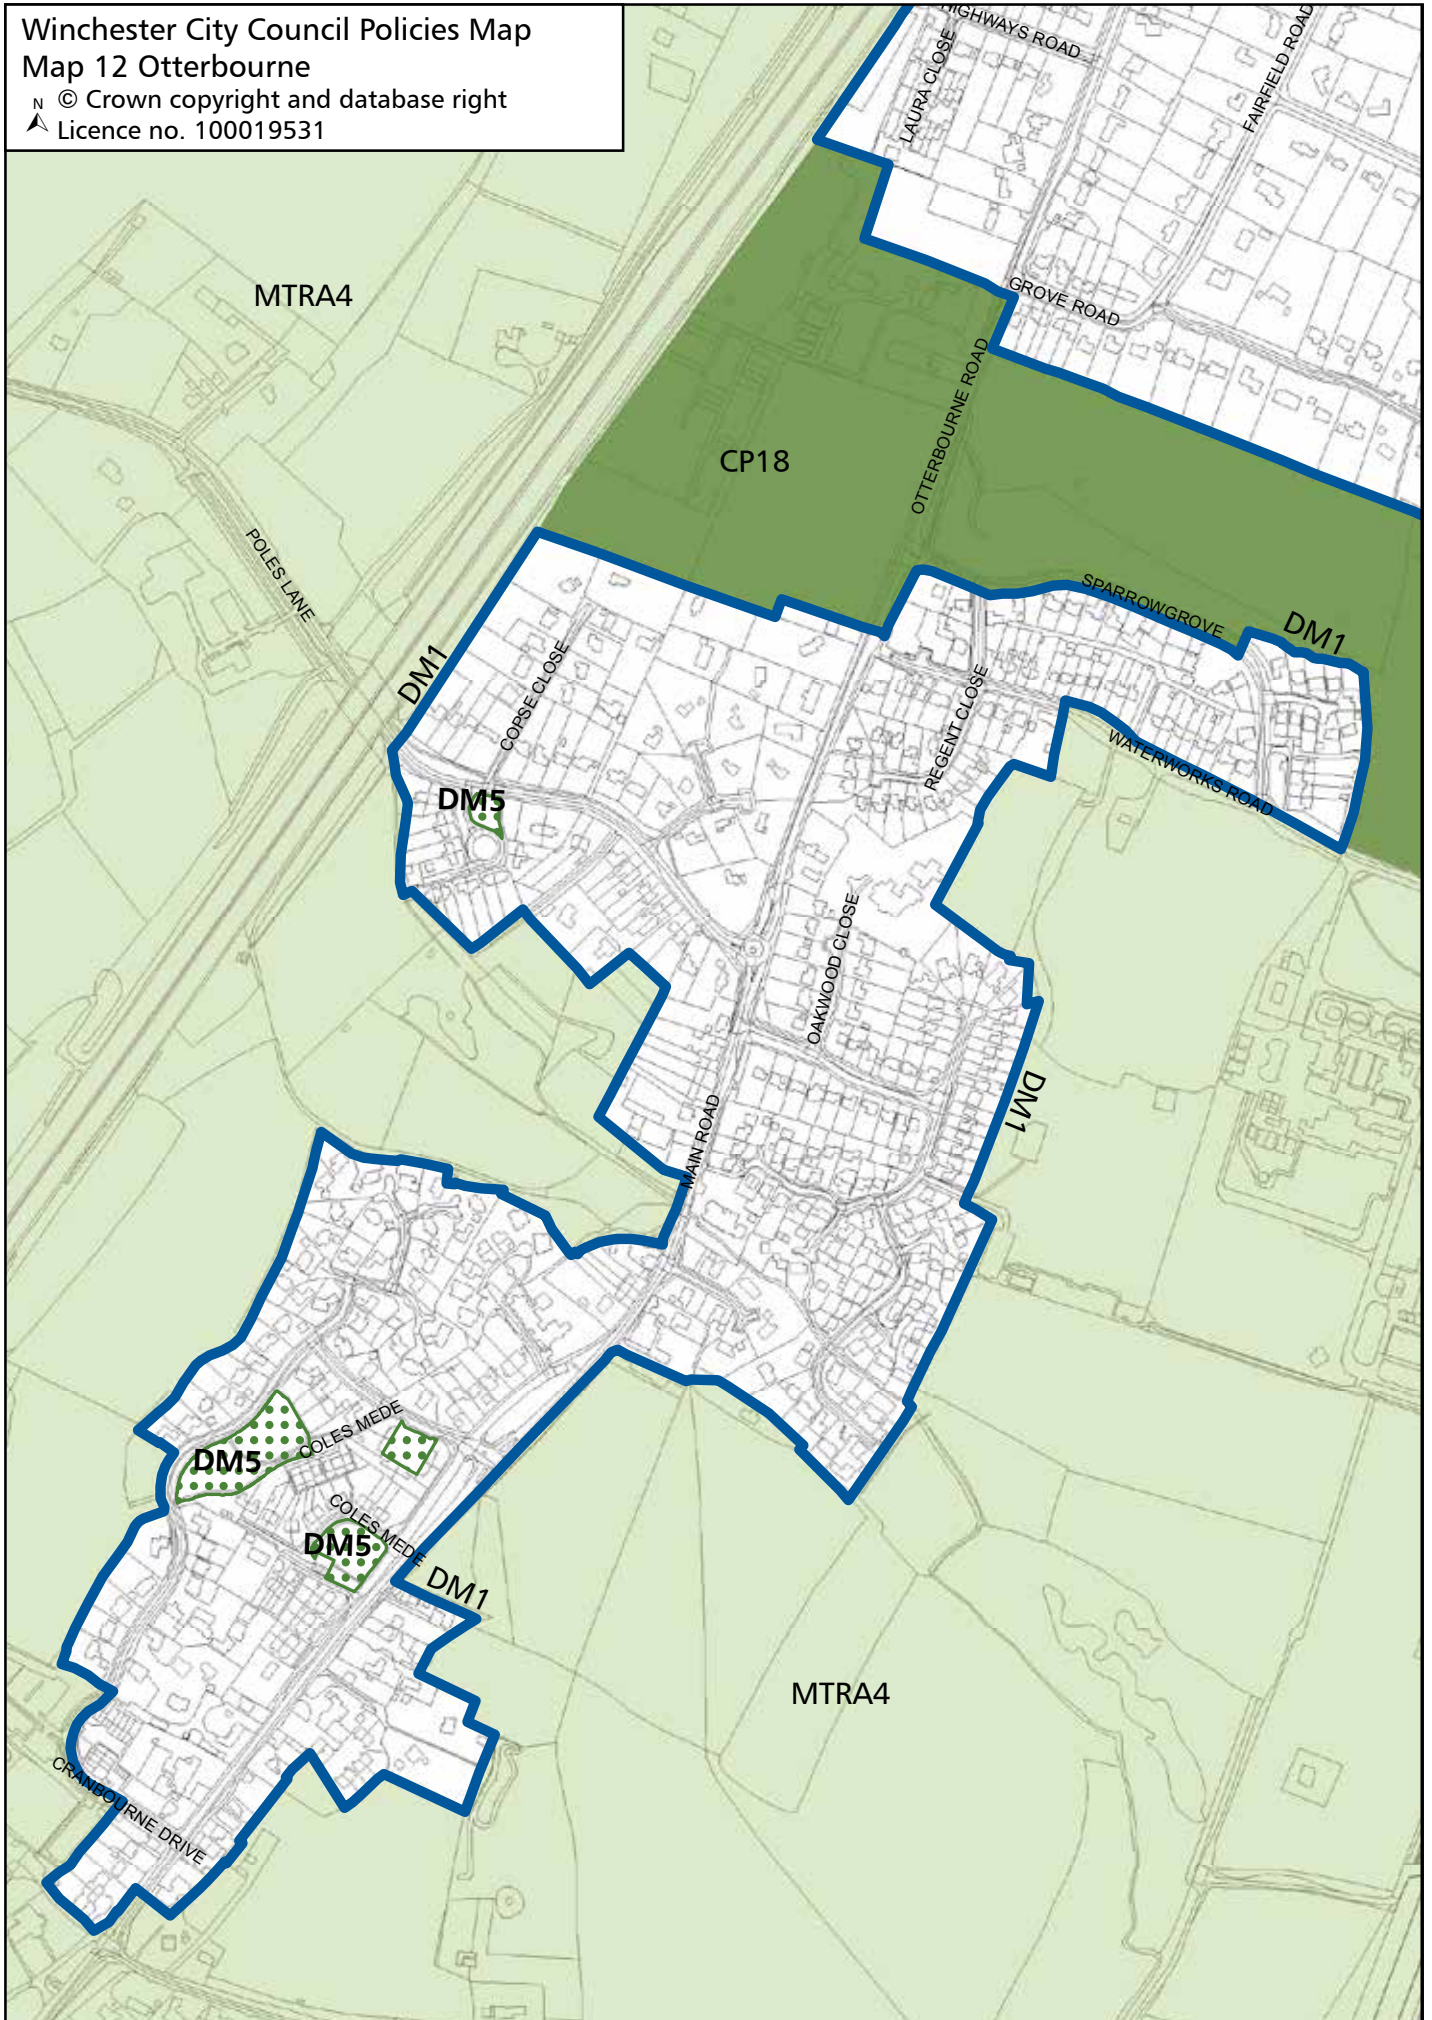 Winchester City Council Policies Map
Map 12 Otterbourne
N © Crown copyright and database right
Licence no. 100019531
HIGHWAYS ROAD
LAURA CLOSE
FAIRFIELD ROAD
MTRA4
GROVE ROAD
OTTERBOURNE ROAD
CP18
POLES LANE
SPARROWGROVE
DM1
DM1
COPSE CLOSE
REGENT CLOSE
WATERWORKS ROAD
DM5
OAKWOOD CLOSE
DM1
MAIN ROAD
COLES MEDE
DM5
COLES MEDE
DM5
DM1
MTRA4
CRANBOURNE DRIVE